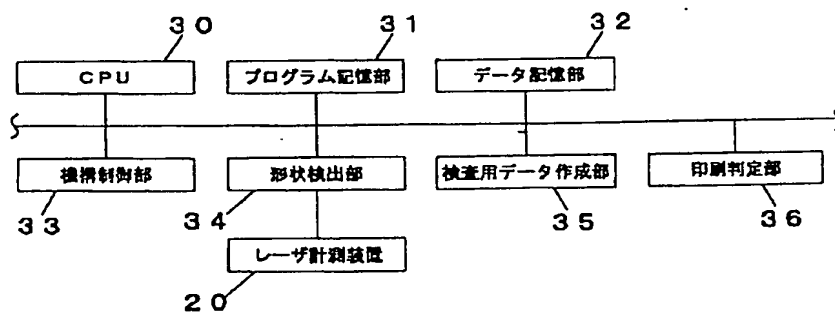 30
31
32
CPU
プログラム記憶部
データ記憶部
機構制御部
形状検出部
検査用データ作成部
印刷判定部
33
34
35
36
レーザ計測装置
20